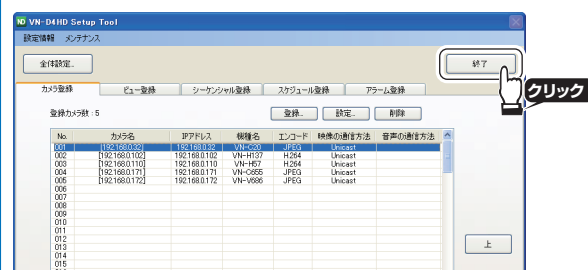 VN-D4HD Setup Tool
設定情報 メンテナンス
全体設定... 終了
クリック
カメラ登録 ビュー登録 シーケンシャル登録 スケジュール登録 アラーム登録
登録カメラ数 : 5 登録... 設定... 削除
No. カメラ名 IPアドレス 機種名 エンコード 映像の通信方法 音声の通信方法
001 [192.168.0.32] 192.168.0.32 VN-C20 JPEG Unicast
002 [192.168.0.102] 192.168.0.102 VN-H137 H.264 Unicast
003 [192.168.0.110] 192.168.0.110 VN-H57 H.264 Unicast
004 [192.168.0.171] 192.168.0.171 VN-C655 JPEG Unicast
005 [192.168.0.172] 192.168.0.172 VN-V686 JPEG Unicast
006
007
008
009
010
011
012
013 上
014
015